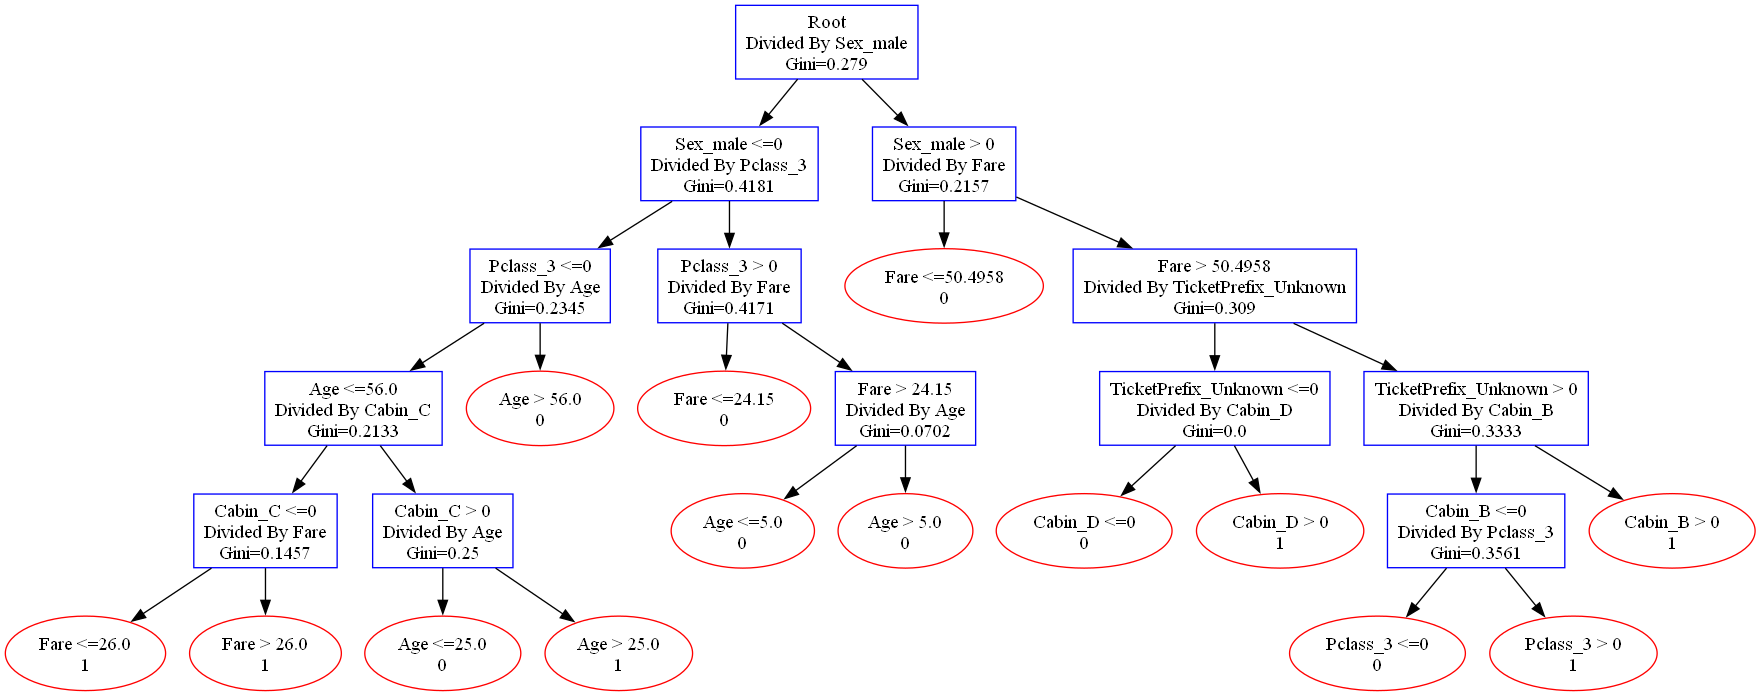 Root
Divided By Sex_male
Gini=0.279
Sex_male <=0
Divided By Pclass_3
Gini=0.4181
Sex_male > 0
Divided By Fare
Gini=0.2157
Pclass_3 <=0
Divided By Age
Gini=0.2345
Pclass_3 > 0
Divided By Fare
Gini=0.4171
Fare <=50.4958
0
Fare > 50.4958
Divided By TicketPrefix_Unknown
Gini=0.309
Age <=56.0
Divided By Cabin_C
Gini=0.2133
Age > 56.0
0
Fare <=24.15
0
Fare > 24.15
Divided By Age
Gini=0.0702
TicketPrefix_Unknown <=0
Divided By Cabin_D
Gini=0.0
TicketPrefix_Unknown > 0
Divided By Cabin_B
Gini=0.3333
Cabin_C <=0
Divided By Fare
Gini=0.1457
Cabin_C > 0
Divided By Age
Gini=0.25
Age <=5.0
0
Age > 5.0
0
Cabin_D <=0
0
Cabin_D > 0
1
Cabin_B <=0
Divided By Pclass_3
Gini=0.3561
Cabin_B > 0
1
Fare <=26.0
1
Fare > 26.0
1
Age <=25.0
0
Age > 25.0
1
Pclass_3 <=0
0
Pclass_3 > 0
1